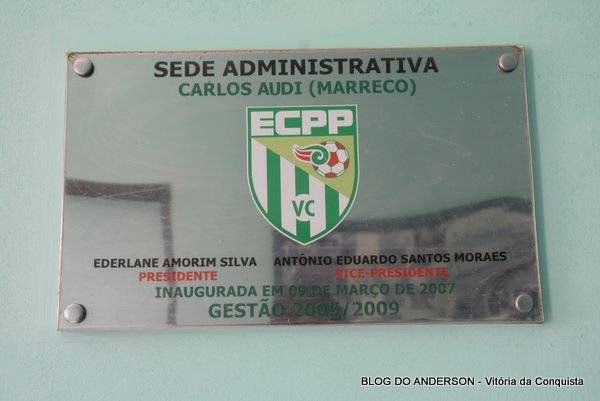 SEDE ADMINISTRATIVA
CARLOS AUDI (MARRECO)
ECPP
VC
EDERLANE AMORIM SILVA ANTÔNIO EDUARDO SANTOS MORAES
PRESIDENTE VICE-PRESIDENTE
INAUGURADA EM 09 DE MARÇO DE 2007
GESTÃO 2005/2009
BLOG DO ANDERSON - Vitória da Conquista